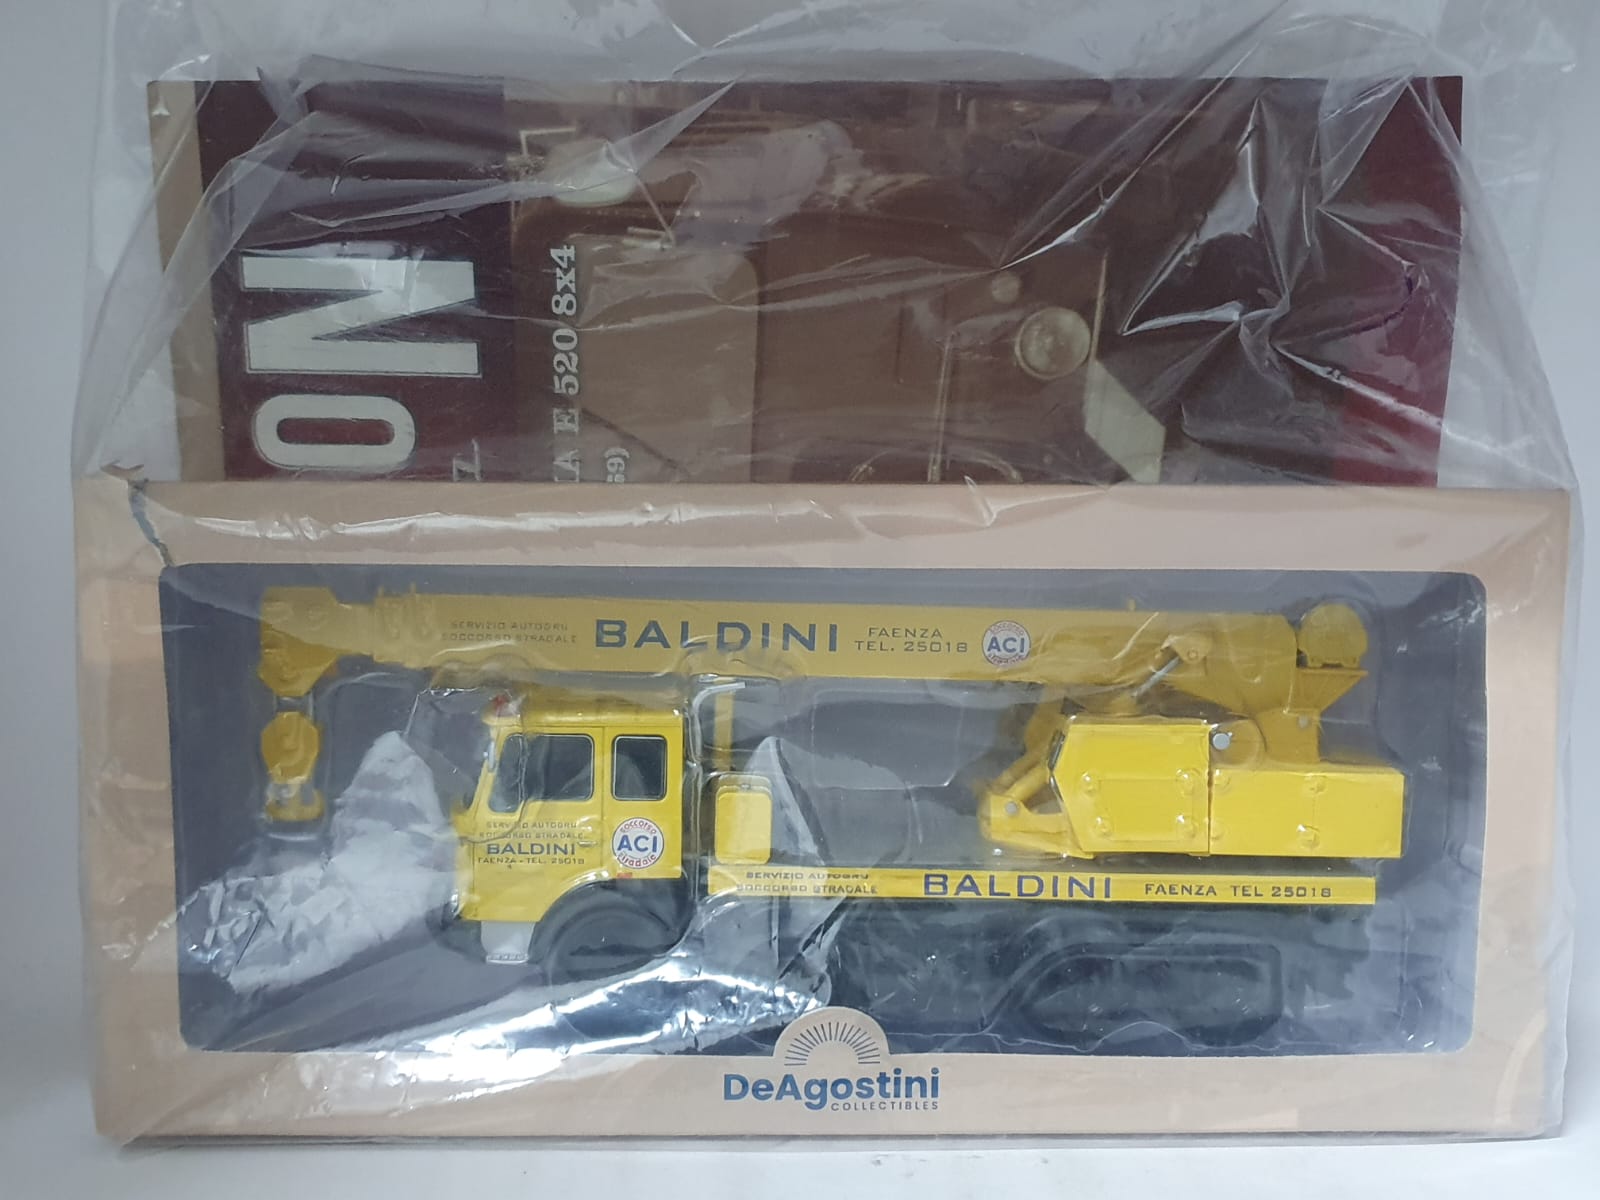 ON
E 520 8x4
69)
SERVIZIO AUTOGRU
SOCCORSO STRADALE
BALDINI
FAENZA
TEL. 25018
soccorso
ACI
stradale
SERVIZIO AUTOGRU
SOCCORSO STRADALE
BALDINI
FAENZA - TEL. 25018
soccorso
ACI
stradale
SERVIZIO AUTOGRU
SOCCORSO STRADALE
BALDINI
FAENZA TEL 25018
DeAgostini
COLLECTIBLES